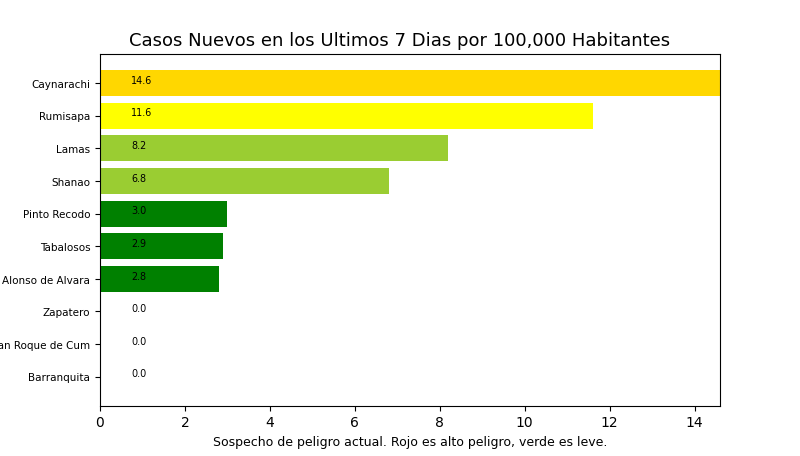 Casos Nuevos en los Ultimos 7 Dias por 100,000 Habitantes
Caynarachi 14.6
Rumisapa 11.6
Lamas 8.2
Shanao 6.8
Pinto Recodo 3.0
Tabalosos 2.9
Alonso de Alvara 2.8
Zapatero 0.0
an Roque de Cum 0.0
Barranquita 0.0
0 2 4 6 8 10 12 14
Sospecho de peligro actual. Rojo es alto peligro, verde es leve.